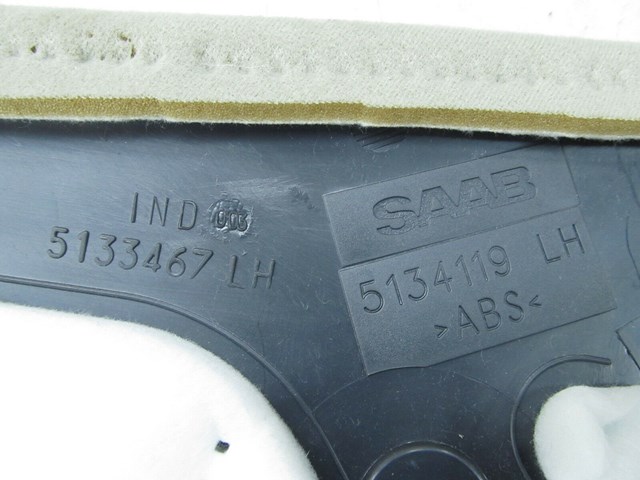 IND 003
5133467 LH
SAAB
5134119 LH
>ABS<